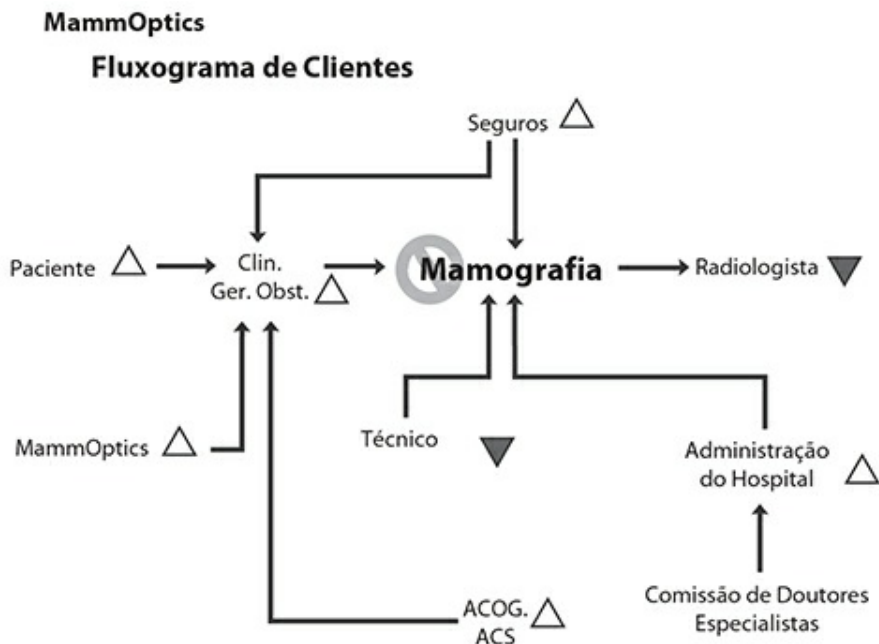 MammOptics
Fluxograma de Clientes
Seguros
Paciente
Clin.
Ger. Obst.
Mamografia
Radiologista
MammOptics
Técnico
Administração
do Hospital
ACOG.
ACS
Comissão de Doutores
Especialistas